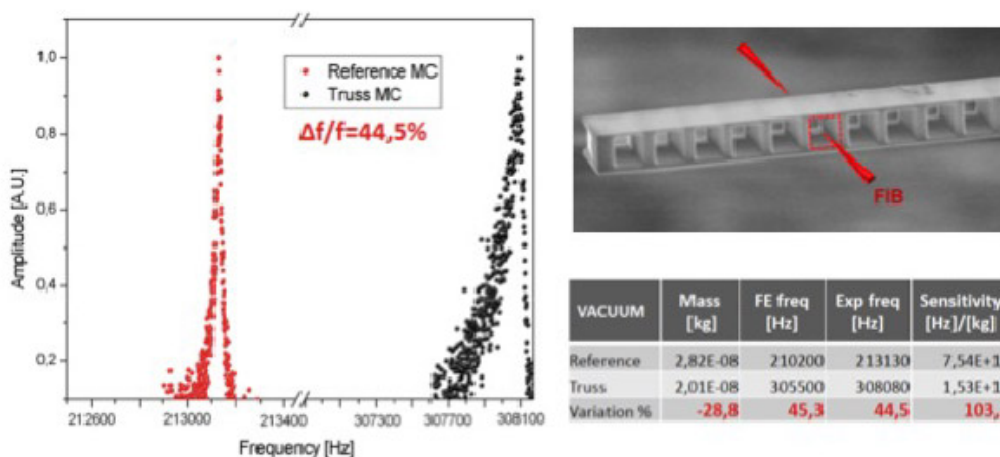 1,0
0,8
0,6
0,4
0,2
Amplitude [A.U.]
Reference MC
Truss MC
Δf/f=44,5%
212600
213000
213400
307300
307700
308100
Frequency [Hz]
FIB
VACUUM Mass [kg] FE freq [Hz] Exp freq [Hz] Sensitivity [Hz]/[kg]
Reference 2,82E-08 210200 213130 7,54E+1
Truss 2,01E-08 305500 308080 1,53E+1
Variation % -28,8 45,3 44,5 103,